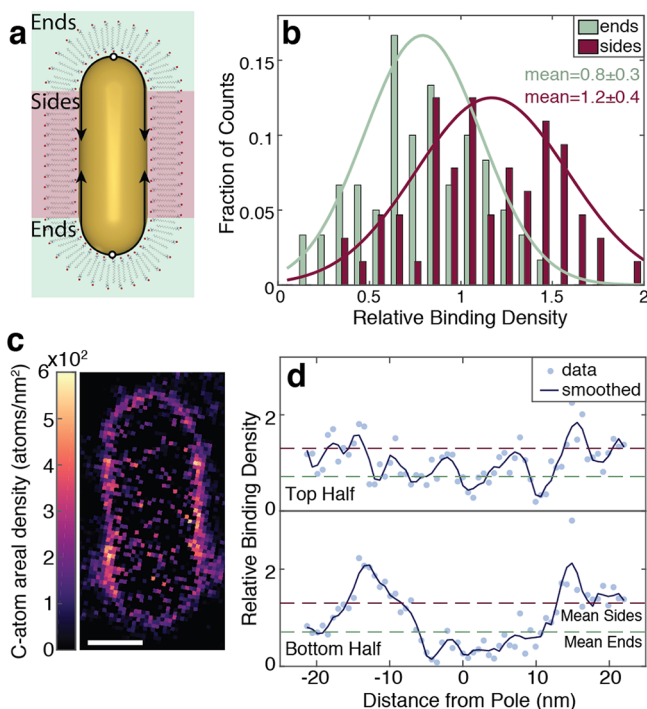 a
Ends
Sides
Ends
b
Fraction of Counts
0.15
0.1
0.05
0
0.5
1
1.5
2
Relative Binding Density
ends
sides
mean=0.8±0.3
mean=1.2±0.4
c
x10²
C-atom areal density (atoms/nm²)
6
5
4
3
2
1
0
d
Relative Binding Density
data
smoothed
2
0
Top Half
2
0
Bottom Half
Mean Sides
Mean Ends
-20
-10
0
10
20
Distance from Pole (nm)